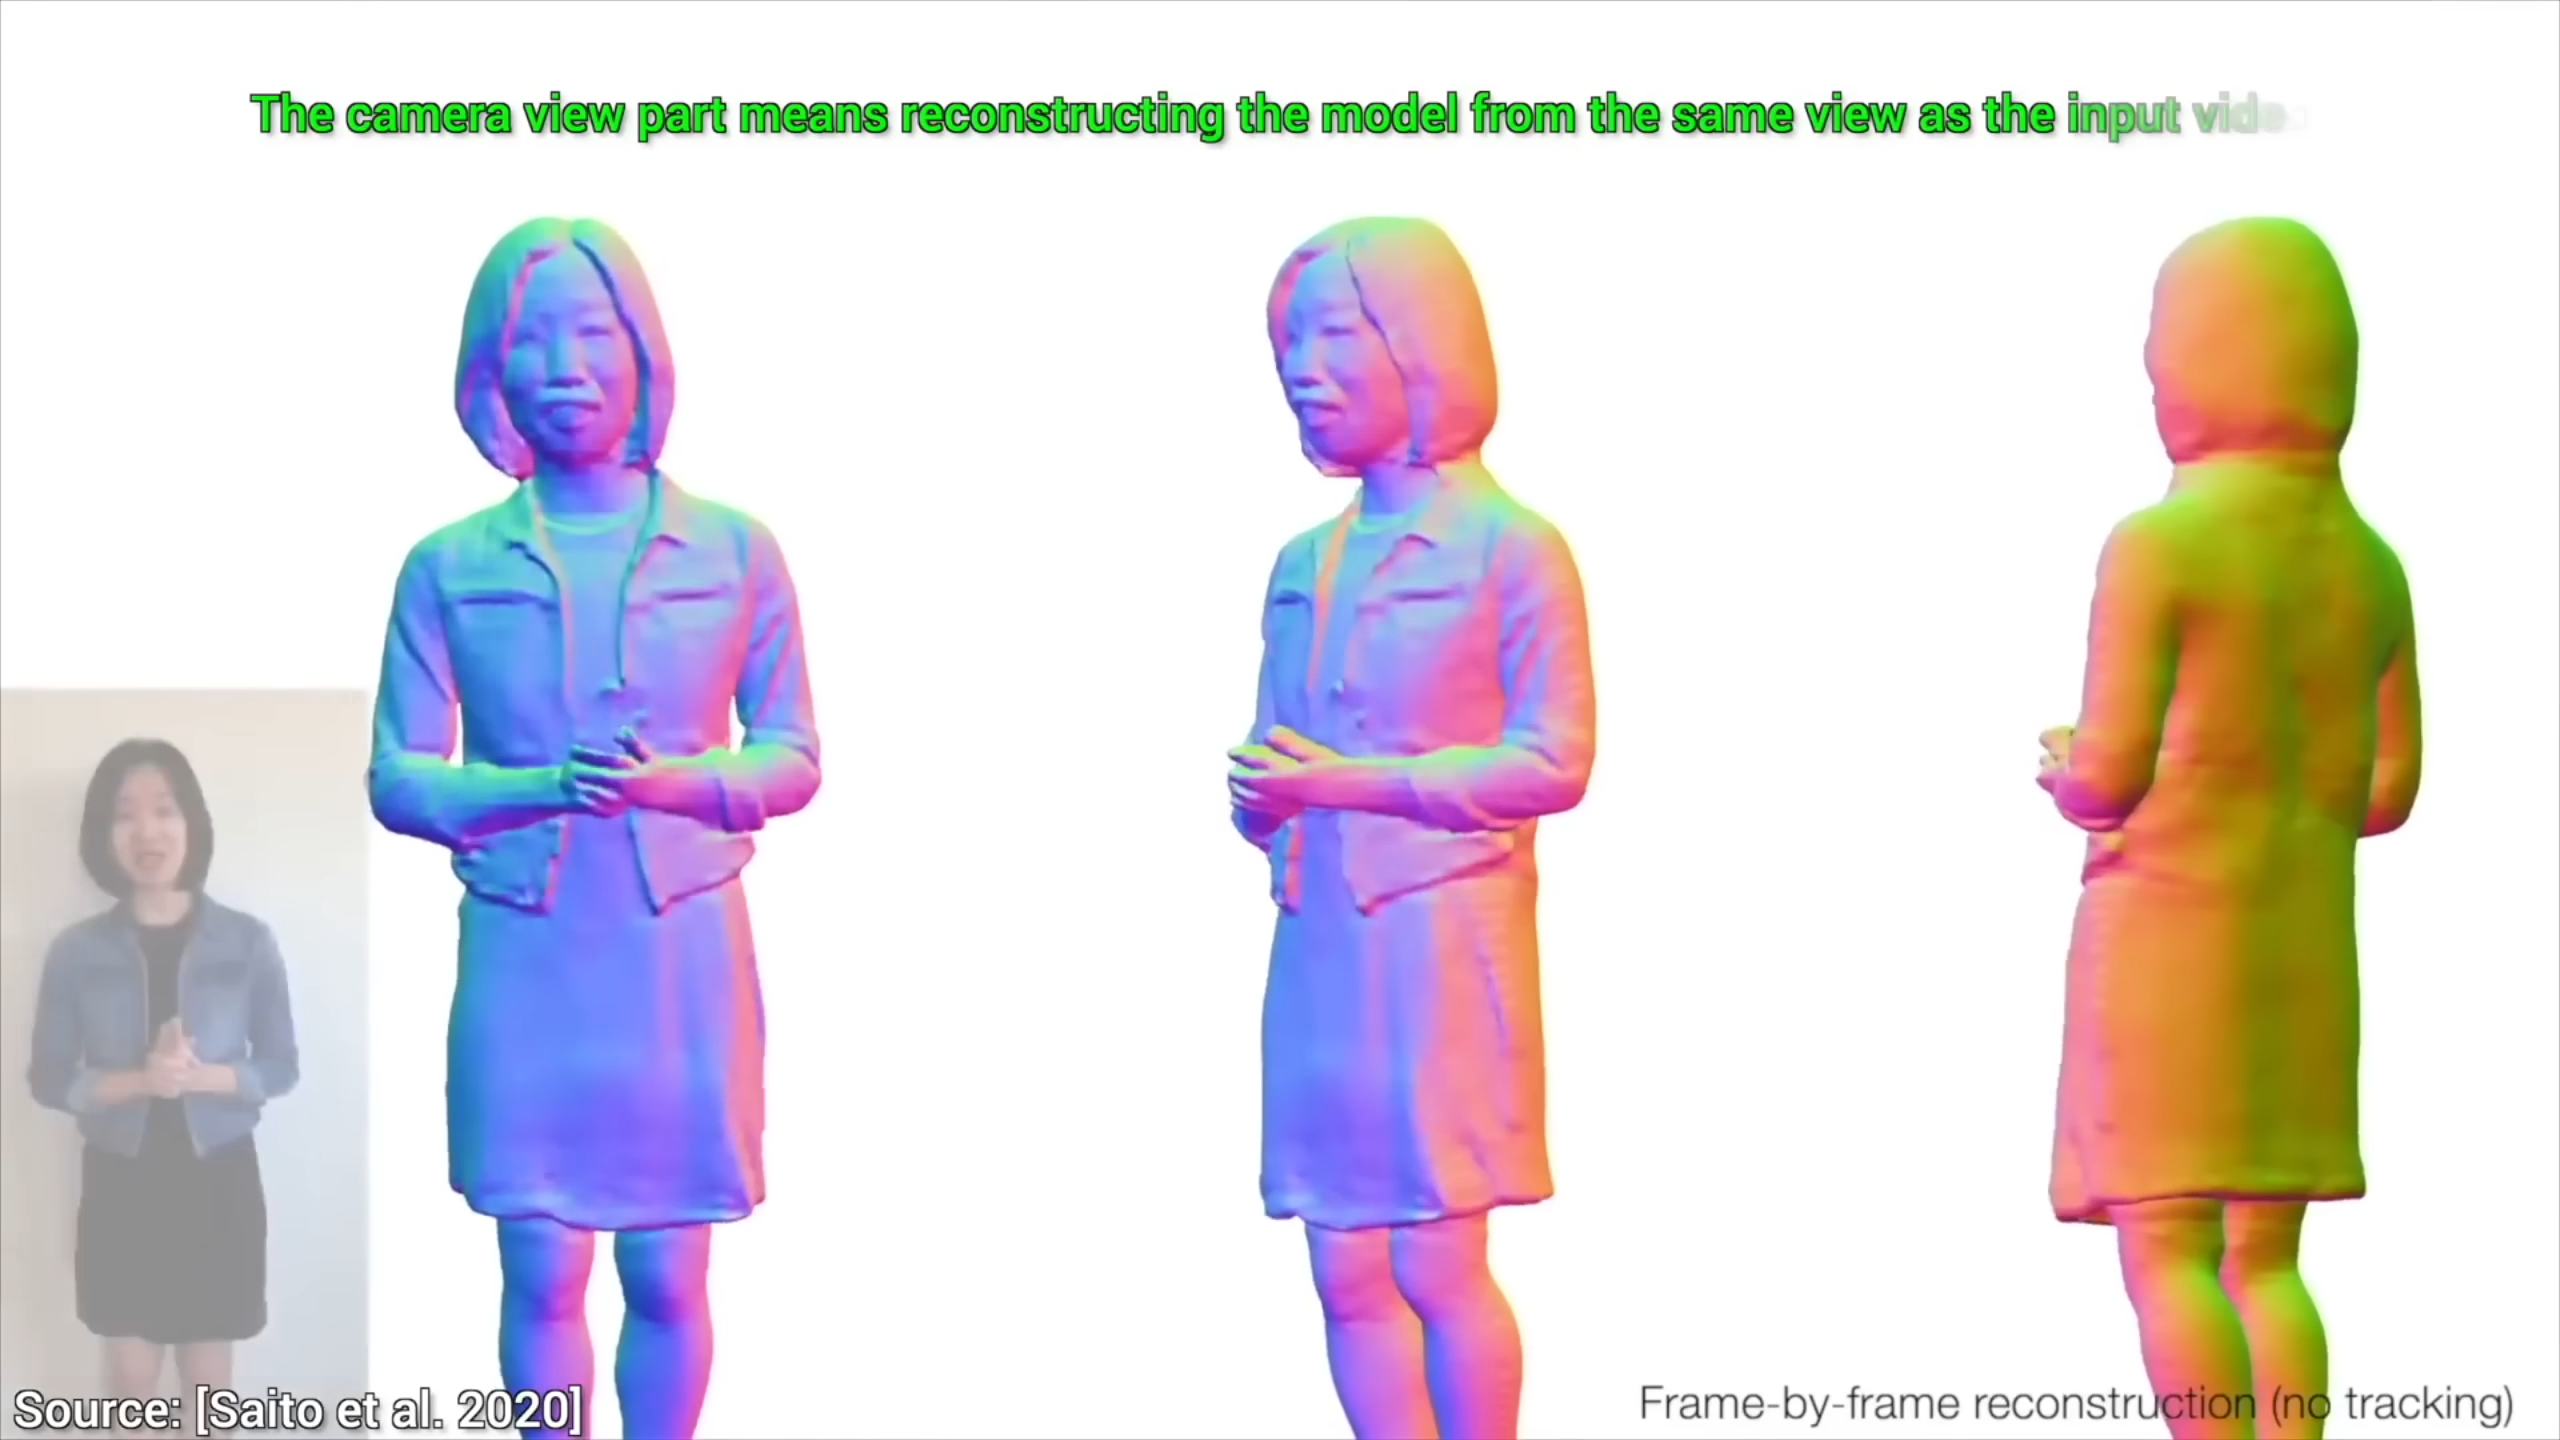 The camera view part means reconstructing the model from the same view as the input
Source: [Saito et al. 2020]
Frame-by-frame reconstruction (no tracking)